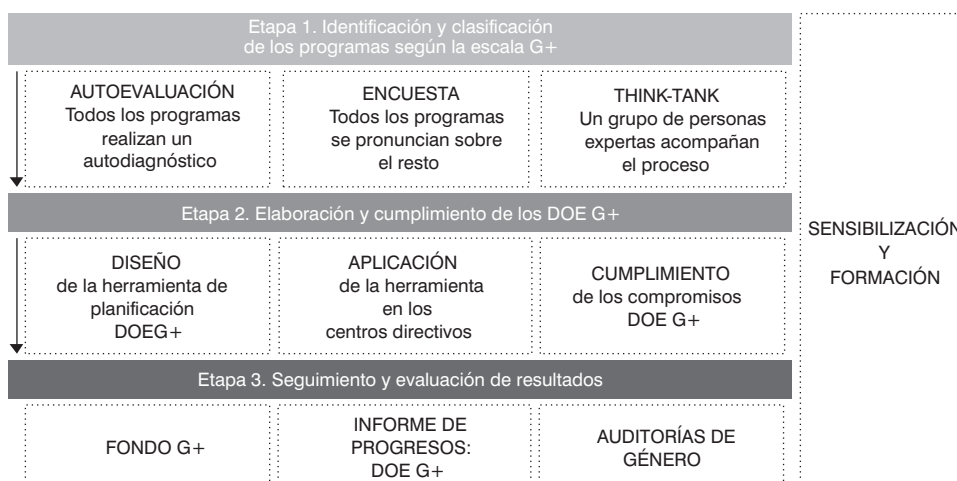 Etapa 1. Identificación y clasificación
de los programas según la escala G+
AUTOEVALUACIÓN
Todos los programas
realizan un
autodiagnóstico
ENCUESTA
Todos los programas
se pronuncian sobre
el resto
THINK-TANK
Un grupo de personas
expertas acompañan
el proceso
Etapa 2. Elaboración y cumplimiento de los DOE G+
DISEÑO
de la herramienta de
planificación
DOEG+
APLICACIÓN
de la herramienta
en los
centros directivos
CUMPLIMIENTO
de los compromisos
DOE G+
Etapa 3. Seguimiento y evaluación de resultados
FONDO G+
INFORME DE
PROGRESOS:
DOE G+
AUDITORÍAS DE
GÉNERO
SENSIBILIZACIÓN
Y
FORMACIÓN